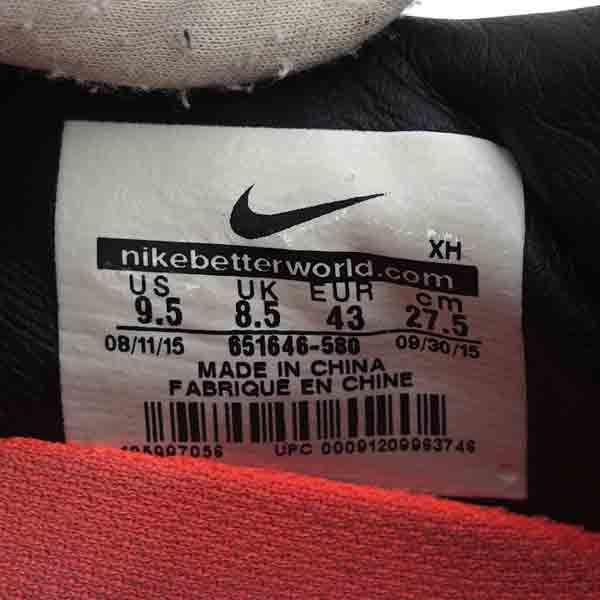 XH
nikebetterworld.com
US UK EUR cm
9.5 8.5 43 27.5
08/11/15 651646-580 09/30/15
MADE IN CHINA
FABRIQUE EN CHINE
UPC 00091209963746